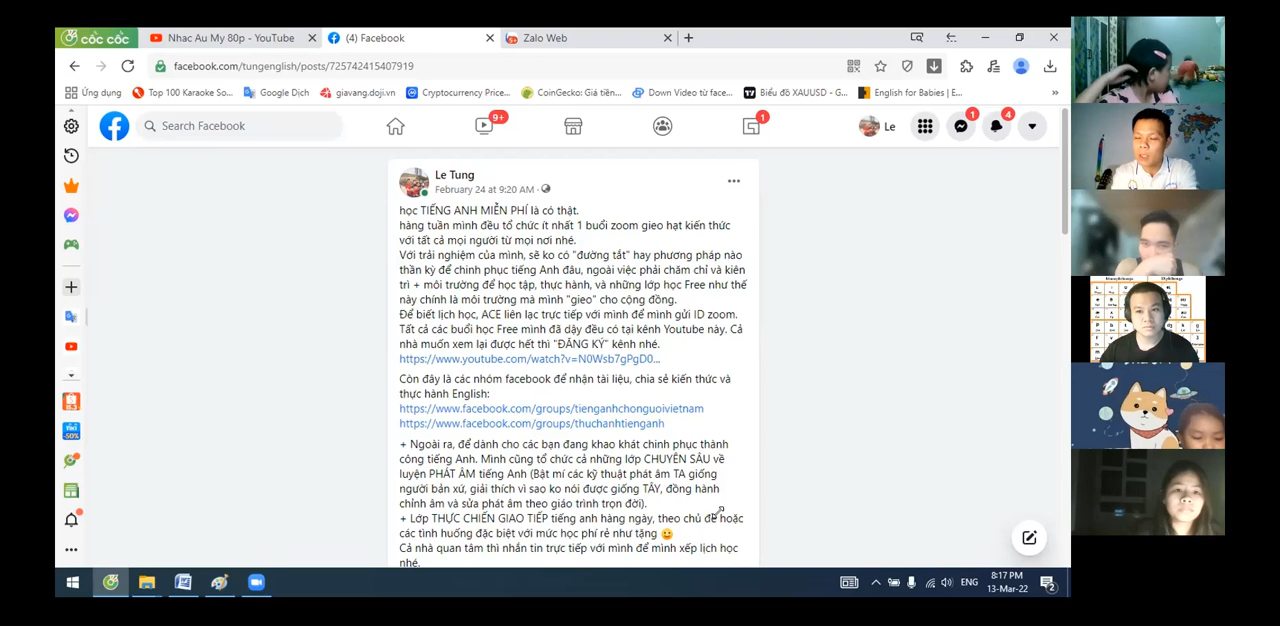 cốc cốc
Nhac Au My 80p - YouTube
(4) Facebook
Zalo Web
facebook.com/tungenglish/posts/725742415407919
Ứng dụng
Top 100 Karaoke So...
Google Dịch
giavang.doji.vn
Cryptocurrency Price...
CoinGecko: Giá tiền...
Down Video từ face...
Biểu đồ XAUUSD - G...
English for Babies | E...
Search Facebook
9+
1
Le
1
4
Le Tung
February 24 at 9:20 AM ·
học TIẾNG ANH MIỄN PHÍ là có thật.
hàng tuần mình đều tổ chức ít nhất 1 buổi zoom gieo hạt kiến thức
với tất cả mọi người từ mọi nơi nhé.
Với trải nghiệm của mình, sẽ ko có "đường tắt" hay phương pháp nào
thần kỳ để chinh phục tiếng Anh đâu, ngoài việc phải chăm chỉ và kiên
trì + môi trường để học tập, thực hành, và những lớp học Free như thế
này chính là môi trường mà mình "gieo" cho cộng đồng.
Để biết lịch học, ACE liên lạc trực tiếp với mình để mình gửi ID zoom.
Tất cả các buổi học Free mình đã dậy đều có tại kênh Youtube này. Cả
nhà muốn xem lại được hết thì "ĐĂNG KÝ" kênh nhé.
https://www.youtube.com/watch?v=N0Wsb7gPgD0...
Còn đây là các nhóm facebook để nhận tài liệu, chia sẻ kiến thức và
thực hành English:
https://www.facebook.com/groups/tienganhchonguoivietnam
https://www.facebook.com/groups/thuchanhtienganh
+ Ngoài ra, để dành cho các bạn đang khao khát chinh phục thành
công tiếng Anh. Mình cũng tổ chức cả những lớp CHUYÊN SÂU về
luyện PHÁT ÂM tiếng Anh (Bật mí các kỹ thuật phát âm TA giống
người bản xứ, giải thích vì sao ko nói được giống TÂY, đồng hành
chỉnh âm và sửa phát âm theo giáo trình trọn đời).
+ Lớp THỰC CHIẾN GIAO TIẾP tiếng anh hàng ngày, theo chủ đề hoặc
các tình huống đặc biệt với mức học phí rẻ như tặng
Cả nhà quan tâm thì nhắn tin trực tiếp với mình để mình xếp lịch học
nhé.
ENG
8:17 PM
13-Mar-22
2